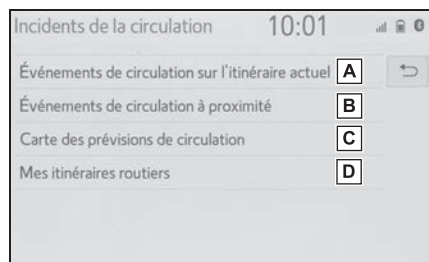 Incidents de la circulation 10:01
Événements de circulation sur l'itinéraire actuel A
Événements de circulation à proximité B
Carte des prévisions de circulation C
Mes itinéraires routiers D